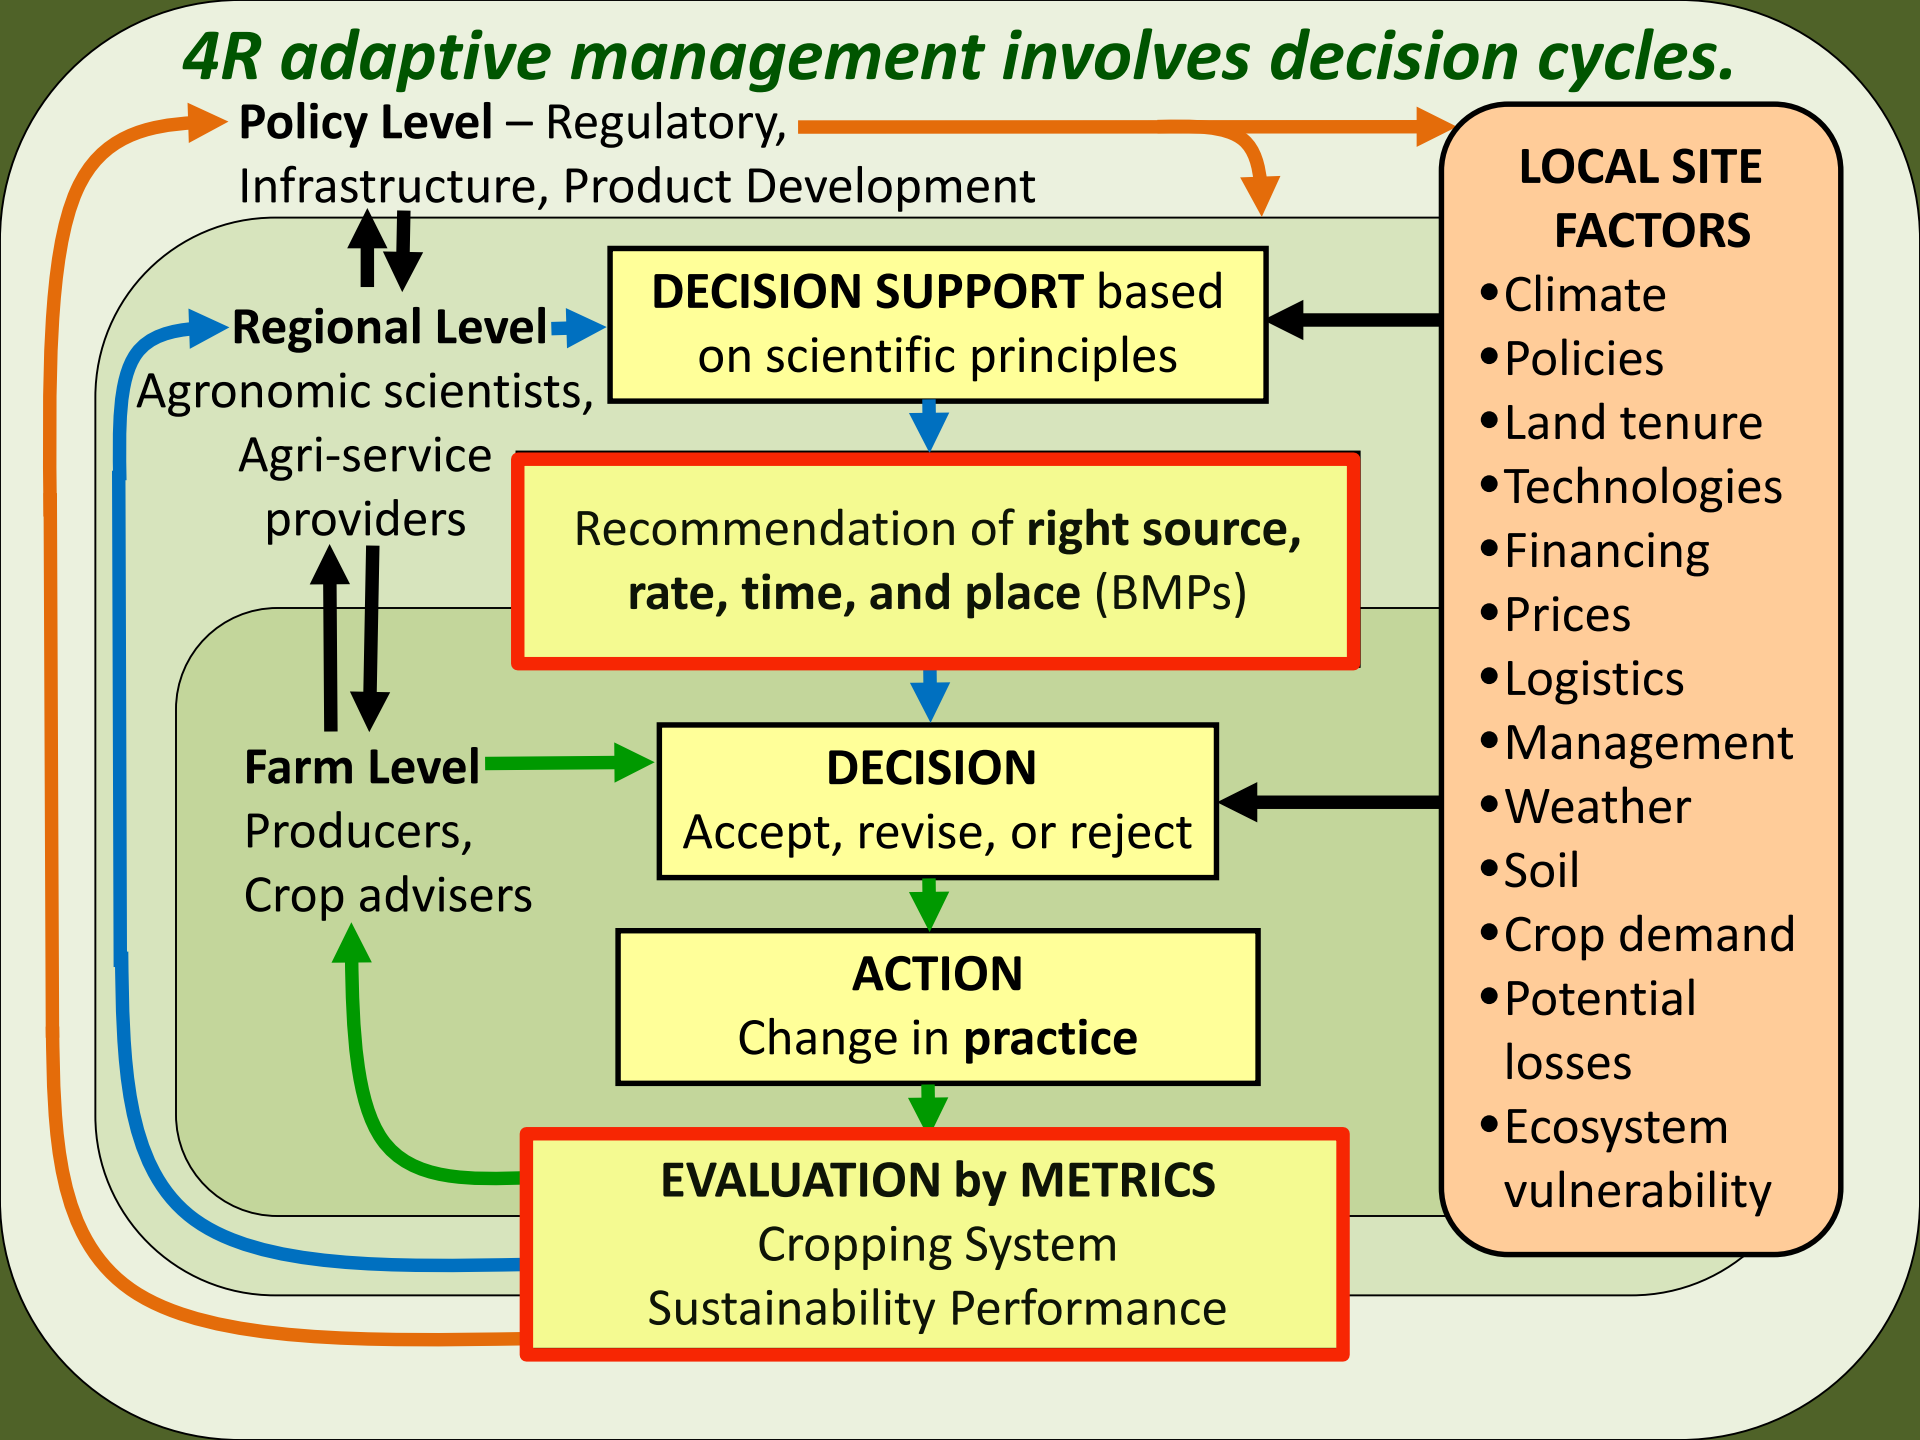 4R adaptive management involves decision cycles.
Policy Level – Regulatory,
Infrastructure, Product Development
Regional Level
Agronomic scientists,
Agri-service
providers
Farm Level
Producers,
Crop advisers
DECISION SUPPORT based
on scientific principles
Recommendation of right source,
rate, time, and place (BMPs)
DECISION
Accept, revise, or reject
ACTION
Change in practice
EVALUATION by METRICS
Cropping System
Sustainability Performance
LOCAL SITE
FACTORS
•Climate
•Policies
•Land tenure
•Technologies
•Financing
•Prices
•Logistics
•Management
•Weather
•Soil
•Crop demand
•Potential
losses
•Ecosystem
vulnerability